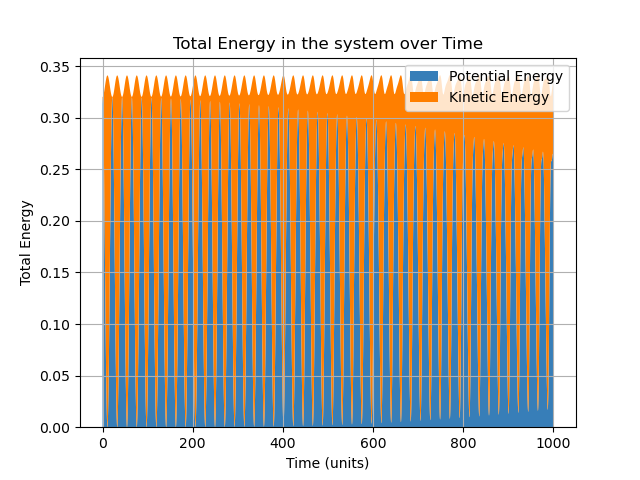 Total Energy in the system over Time
Potential Energy
Kinetic Energy
Total Energy
0.35
0.30
0.25
0.20
0.15
0.10
0.05
0.00
0 200 400 600 800 1000
Time (units)